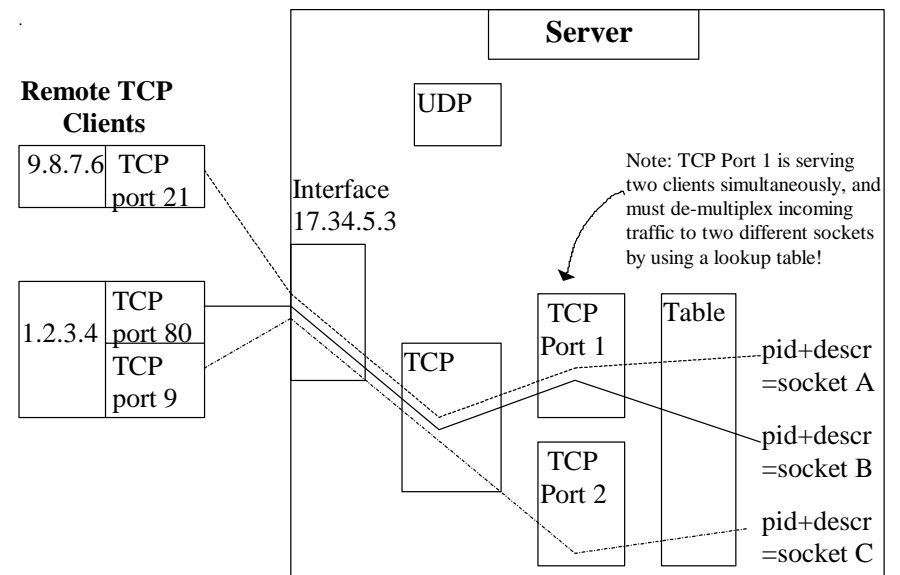 .
Server
Remote TCP
Clients
UDP
9.8.7.6
TCP
port 21
Note: TCP Port 1 is serving
two clients simultaneously, and
must de-multiplex incoming
traffic to two different sockets
by using a lookup table!
Interface
17.34.5.3
1.2.3.4
TCP
port 80
TCP
port 9
TCP
TCP
Port 1
Table
pid+descr
=socket A
pid+descr
=socket B
TCP
Port 2
pid+descr
=socket C